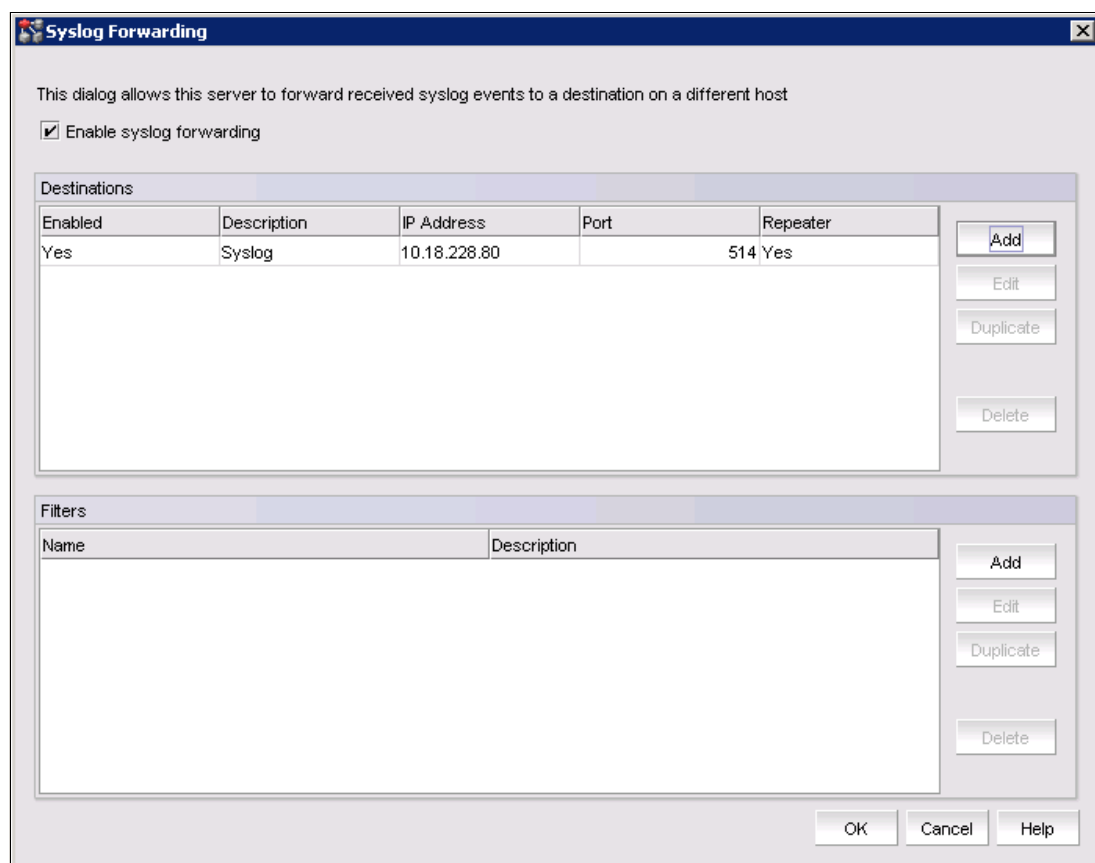 Syslog Forwarding
This dialog allows this server to forward received syslog events to a destination on a different host
Enable syslog forwarding
Destinations
Enabled Description IP Address Port Repeater
Yes Syslog 10.18.228.80 514 Yes
Add
Edit
Duplicate
Delete
Filters
Name Description
Add
Edit
Duplicate
Delete
OK Cancel Help